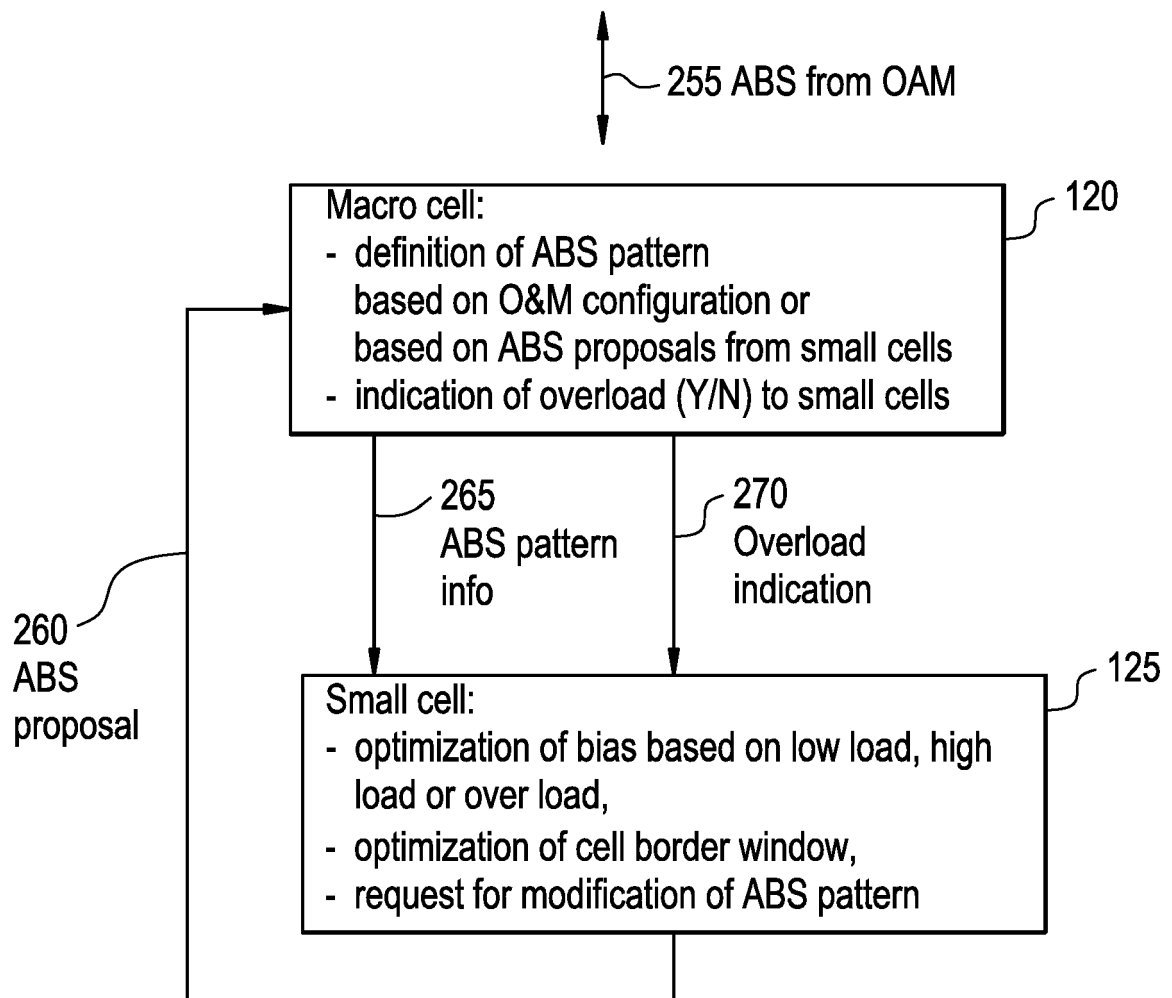 255 ABS from OAM
120
Macro cell:
- definition of ABS pattern
based on O&M configuration or
based on ABS proposals from small cells
- indication of overload (Y/N) to small cells
265
ABS pattern
info
270
Overload
indication
260
ABS
proposal
125
Small cell:
- optimization of bias based on low load, high
load or over load,
- optimization of cell border window,
- request for modification of ABS pattern